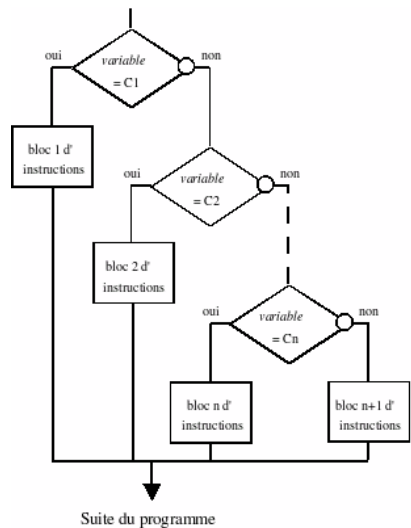 oui
variable
= C1
non
bloc 1 d'
instructions
oui
variable
= C2
non
bloc 2 d'
instructions
oui
variable
= Cn
non
bloc n d'
instructions
bloc n+1 d'
instructions
Suite du programme